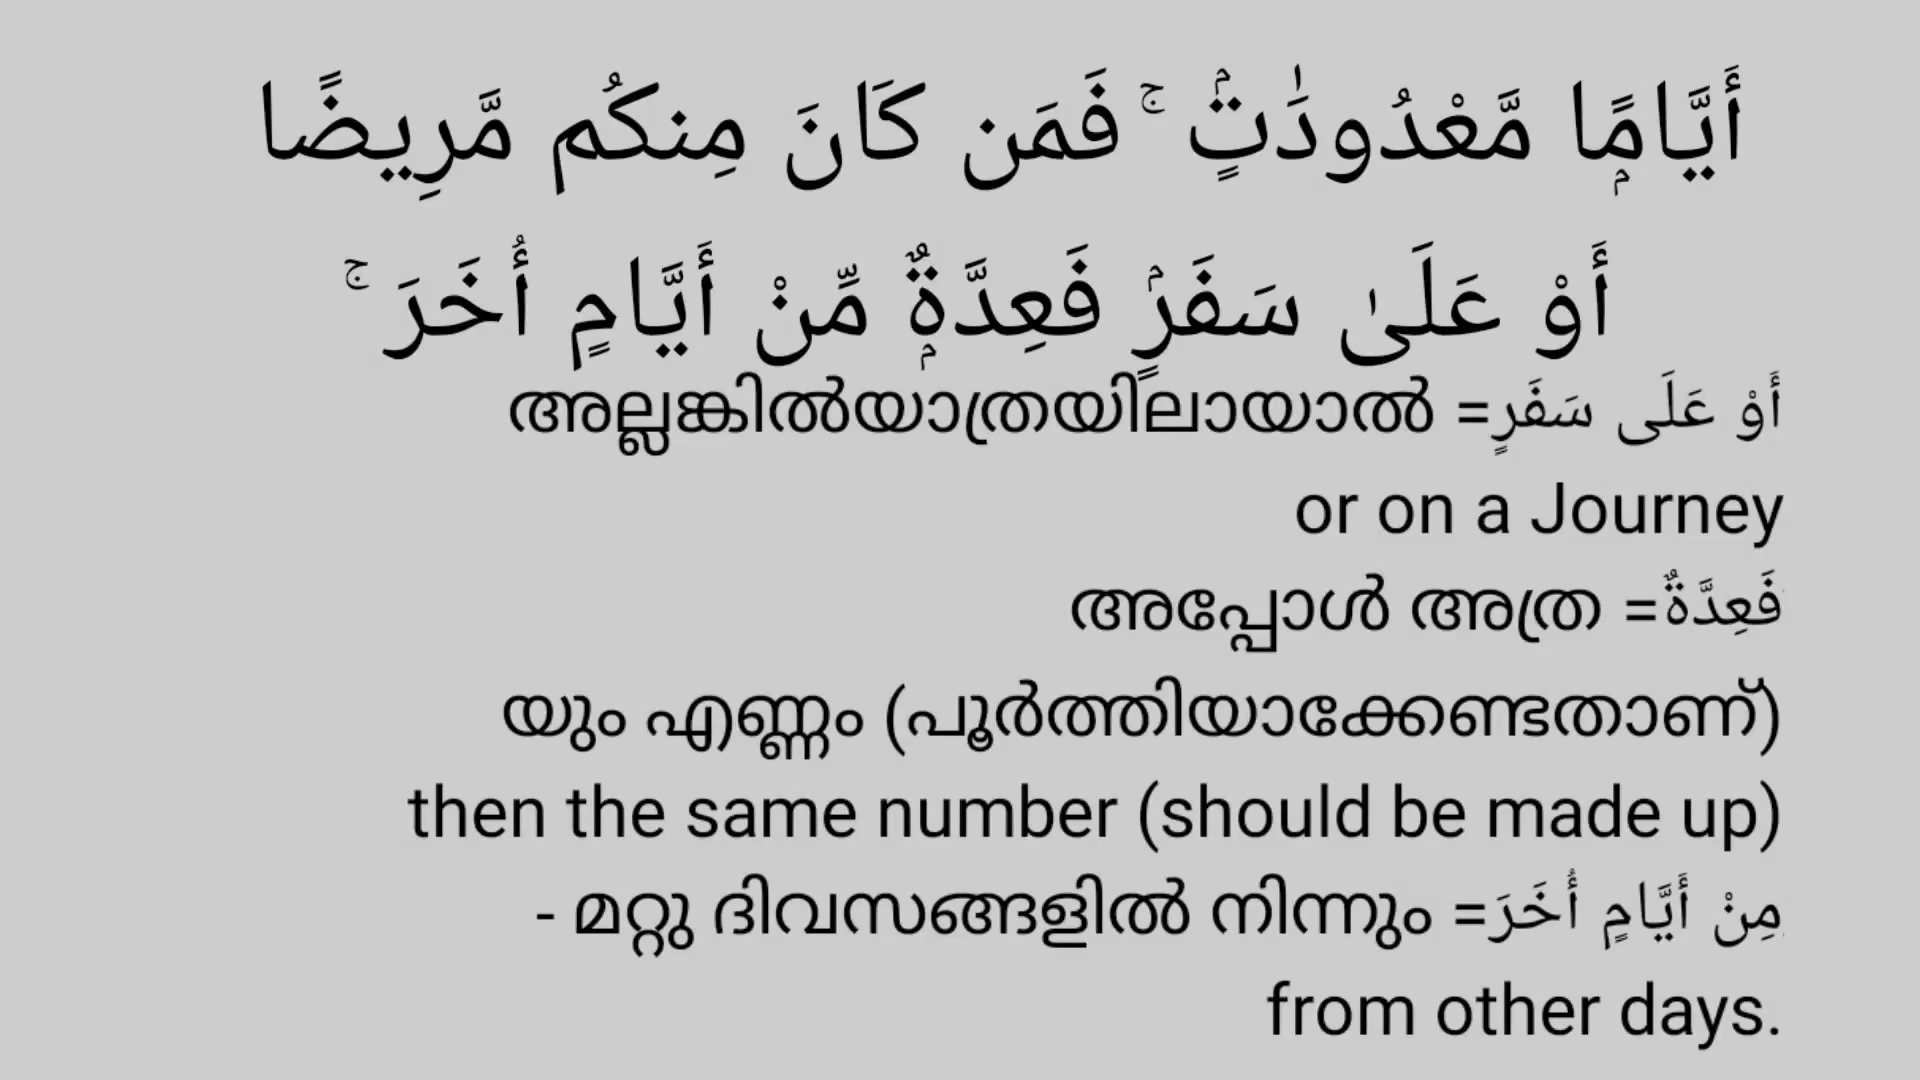 أَيَّامًۭا مَّعْدُودَٰتٍۢ ۚ فَمَن كَانَ مِنكُم مَّرِيضًا
أَوْ عَلَىٰ سَفَرٍۢ فَعِدَّةٌۭ مِّنْ أَيَّامٍ أُخَرَ ۚ
أَوْ عَلَى سَفَرٍ= അല്ലങ്കിൽയാത്രയിലായാൽ
or on a Journey
فَعِدَّةٌ= അപ്പോൾ അത്ര
യും എണ്ണം (പൂർത്തിയാക്കേണ്ടതാണ്)
then the same number (should be made up)
مِنْ أَيَّامٍ أُخَرَ= മറ്റു ദിവസങ്ങളിൽ നിന്നും -
from other days.